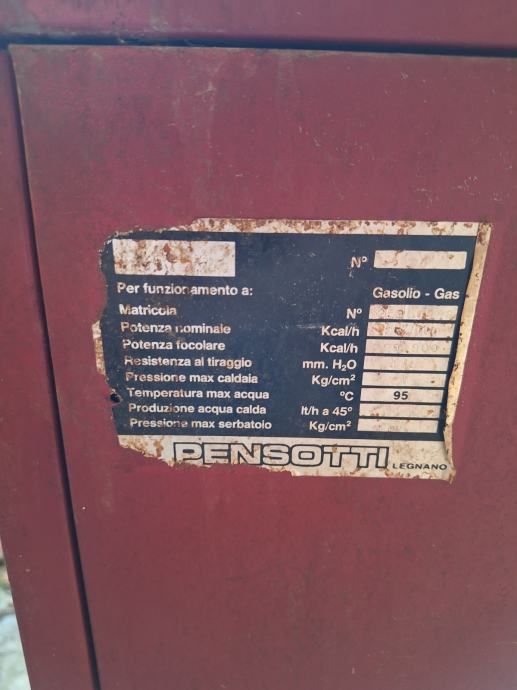 N°
Per funzionamento a: Gasolio - Gas
Matricola N°
Potenza nominale Kcal/h
Potenza focolare Kcal/h
Resistenza al tiraggio mm. H₂O
Pressione max caldaia Kg/cm²
Temperatura max acqua °C 95
Produzione acqua calda lt/h a 45°
Pressione max serbatoio Kg/cm²
PENSOTTI LEGNANO